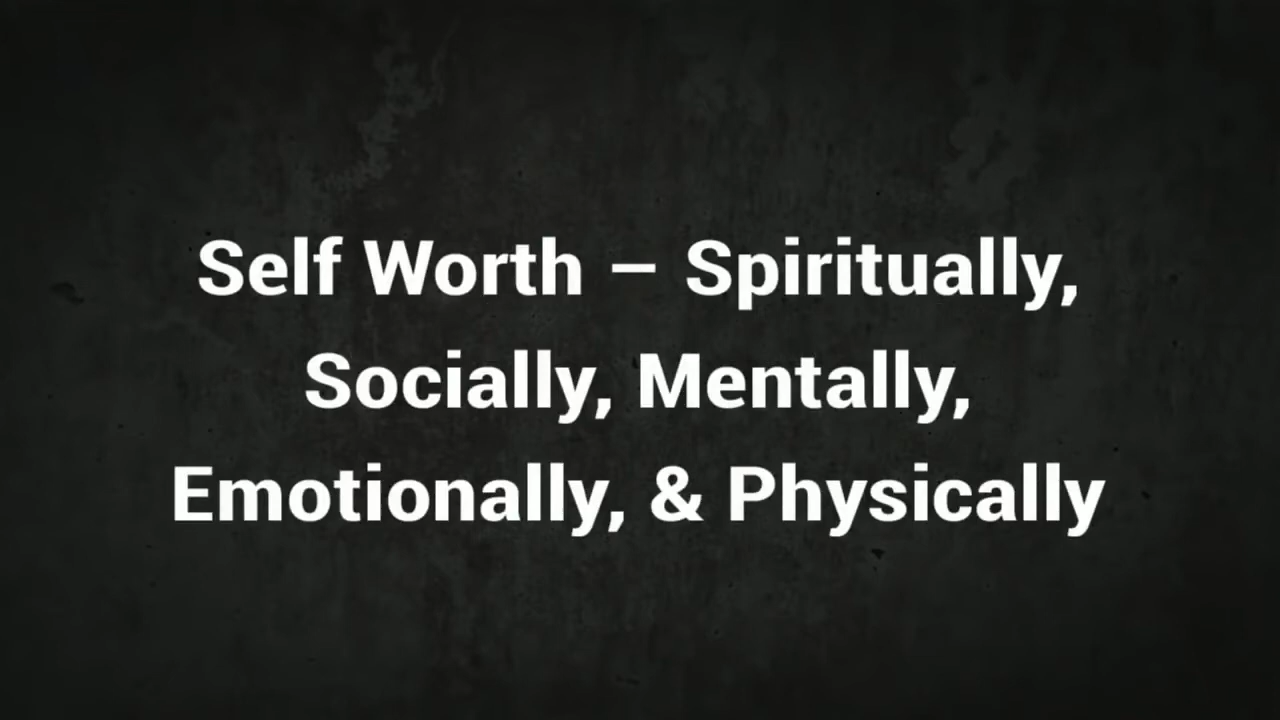 Self Worth – Spiritually,
Socially, Mentally,
Emotionally, & Physically